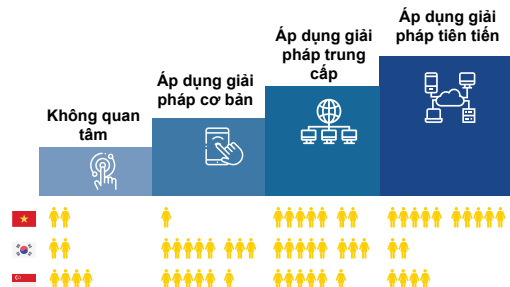 Không quan
tâm
Áp dụng giải
pháp cơ bản
Áp dụng giải
pháp trung
cấp
Áp dụng giải
pháp tiên tiến